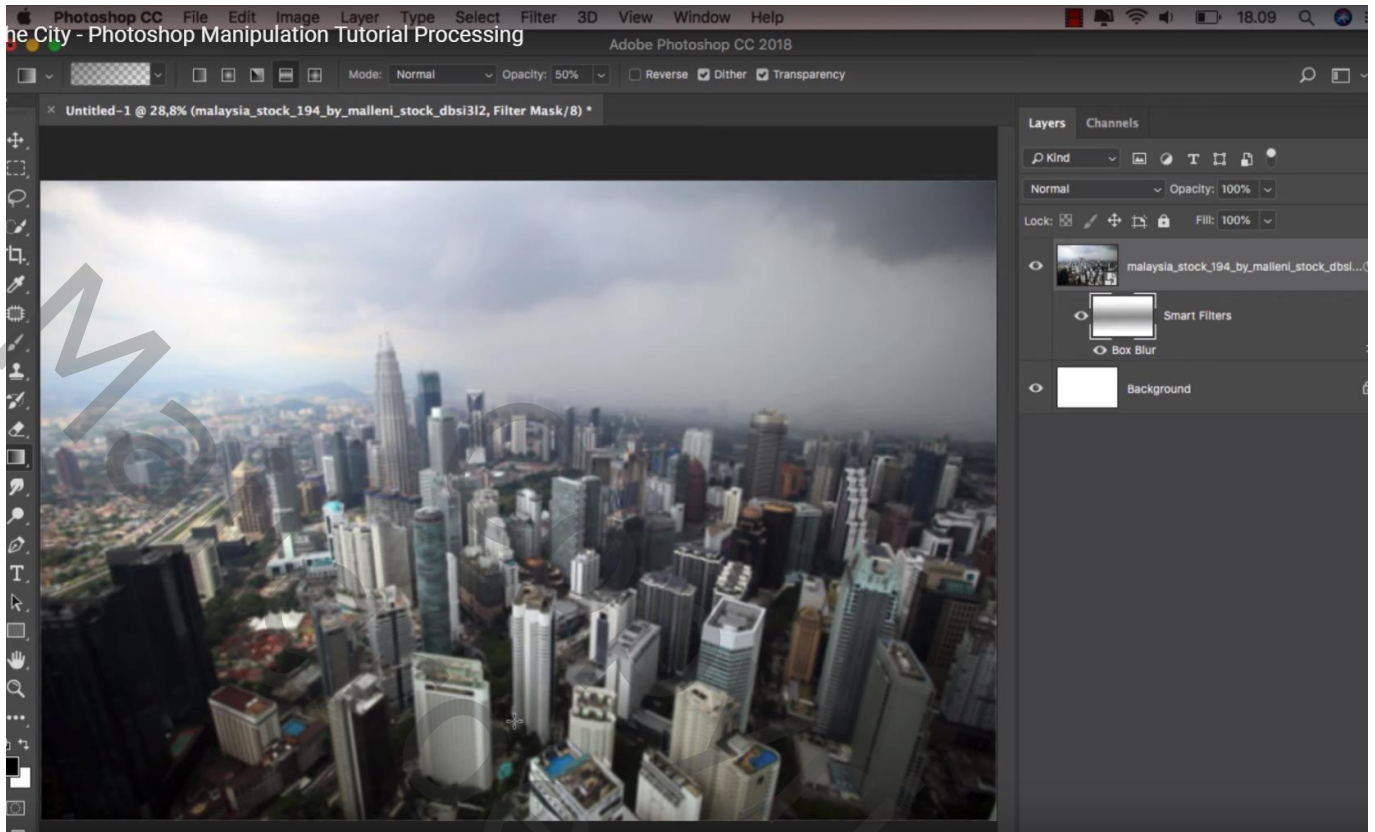 Photoshop CC File Edit Image Layer Type Select Filter 3D View Window Help 18.09
he City - Photoshop Manipulation Tutorial Processing
Adobe Photoshop CC 2018
Mode: Normal Opacity: 50% Reverse Dither Transparency
× Untitled-1 @ 28,8% (malaysia_stock_194_by_malleni_stock_dbsi3l2, Filter Mask/8) *
Layers Channels
Kind
Normal Opacity: 100%
Lock: Fill: 100%
malaysia_stock_194_by_malleni_stock_dbsi...
Smart Filters
Box Blur
Background